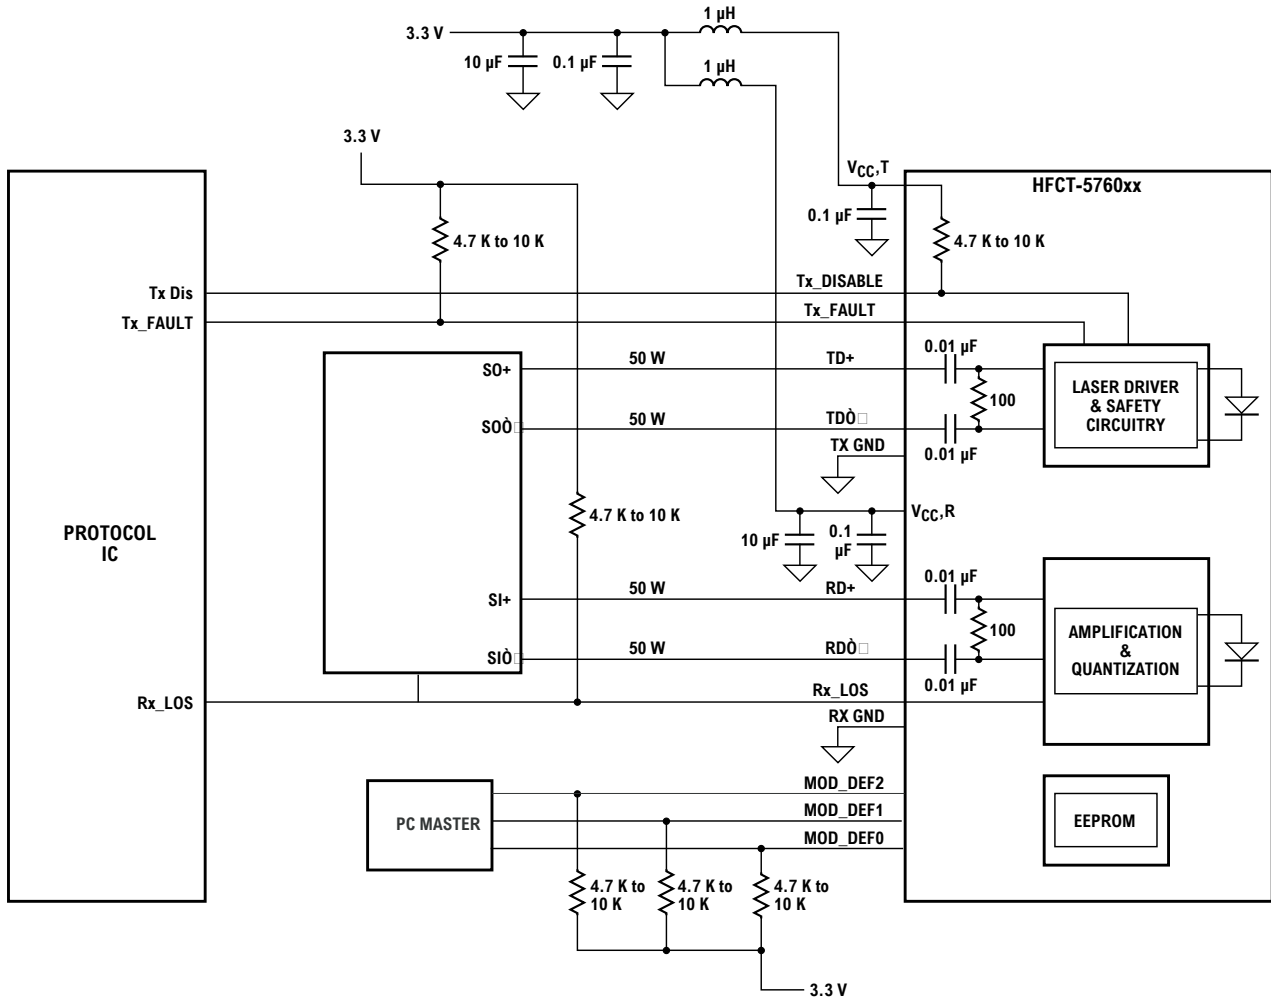 1 µH
3.3 V
10 µF
0.1 µF
1 µH
3.3 V
VCC,T
HFCT-5760xx
0.1 µF
4.7 K to 10 K
4.7 K to 10 K
Tx Dis
Tx_DISABLE
Tx_FAULT
Tx_FAULT
0.01 µF
SO+
50 W
TD+
LASER DRIVER
& SAFETY
CIRCUITRY
100
SOÒ□
50 W
TDÒ□
TX GND
0.01 µF
4.7 K to 10 K
VCC,R
PROTOCOL
IC
10 µF
0.1
µF
0.01 µF
SI+
50 W
RD+
100
AMPLIFICATION
&
QUANTIZATION
SIÒ□
50 W
RDÒ□
0.01 µF
Rx_LOS
Rx_LOS
RX GND
MOD_DEF2
PC MASTER
MOD_DEF1
EEPROM
MOD_DEF0
4.7 K to
10 K
4.7 K to
10 K
4.7 K to
10 K
3.3 V